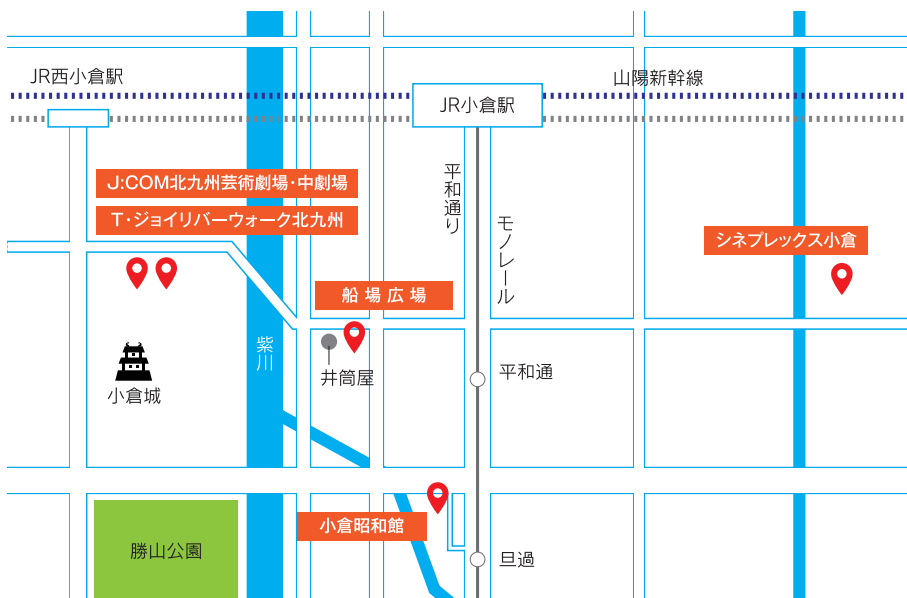 JR西小倉駅
山陽新幹線
JR小倉駅
J:COM北九州芸術劇場・中劇場
T・ジョイリバーウォーク北九州
平和通り
モノレール
シネプレックス小倉
船場広場
紫川
井筒屋
平和通
小倉城
小倉昭和館
勝山公園
旦過